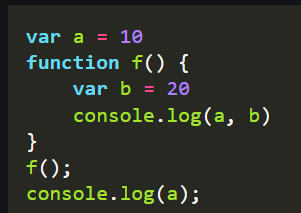 var a = 10
function f() {
    var b = 20
    console.log(a, b)
}
f();
console.log(a);